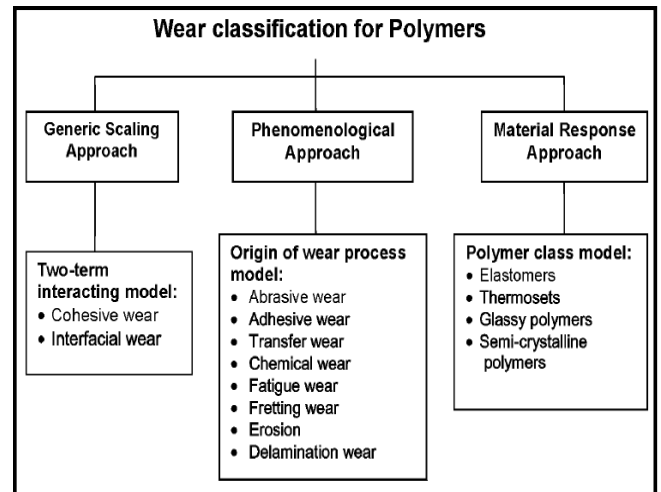 Wear classification for Polymers
Generic Scaling
Approach
Phenomenological
Approach
Material Response
Approach
Two-term
interacting model:
• Cohesive wear
• Interfacial wear
Origin of wear process
model:
• Abrasive wear
• Adhesive wear
• Transfer wear
• Chemical wear
• Fatigue wear
• Fretting wear
• Erosion
• Delamination wear
Polymer class model:
• Elastomers
• Thermosets
• Glassy polymers
• Semi-crystalline
polymers